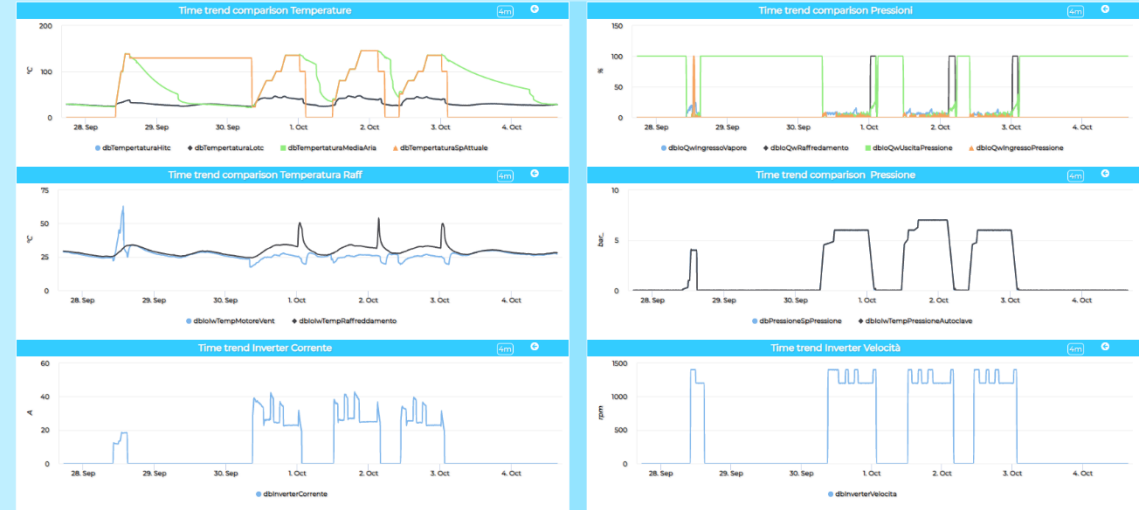 Time trend comparison Temperature
4m
200
100
0
°C
28. Sep 29. Sep 30. Sep 1. Oct 2. Oct 3. Oct 4. Oct
dbTempertaturaHitc dbTempertaturaLotc dbTempertaturaMediaAria dbTempertaturaSpAttuale
Time trend comparison Pressioni
4m
150
100
50
0
%
28. Sep 29. Sep 30. Sep 1. Oct 2. Oct 3. Oct 4. Oct
dbIoQwIngressoVapore dbIoQwRaffredamento dbIoQwUscitaPressione dbIoQwIngressoPressione
Time trend comparison Temperatura Raff
4m
75
50
25
0
°C
28. Sep 29. Sep 30. Sep 1. Oct 2. Oct 3. Oct 4. Oct
dbIoIwTempMotoreVent dbIoIwTempRaffreddamento
Time trend comparison Pressione
4m
10
5
0
28. Sep 29. Sep 30. Sep 1. Oct 2. Oct 3. Oct 4. Oct
dbPressioneSpPressione dbIoIwTempPressioneAutoclave
Time trend Inverter Corrente
4m
60
40
20
0
A
28. Sep 29. Sep 30. Sep 1. Oct 2. Oct 3. Oct 4. Oct
dbInverterCorrente
Time trend Inverter Velocità
4m
1500
1000
500
0
rpm
28. Sep 29. Sep 30. Sep 1. Oct 2. Oct 3. Oct 4. Oct
dbInverterVelocita